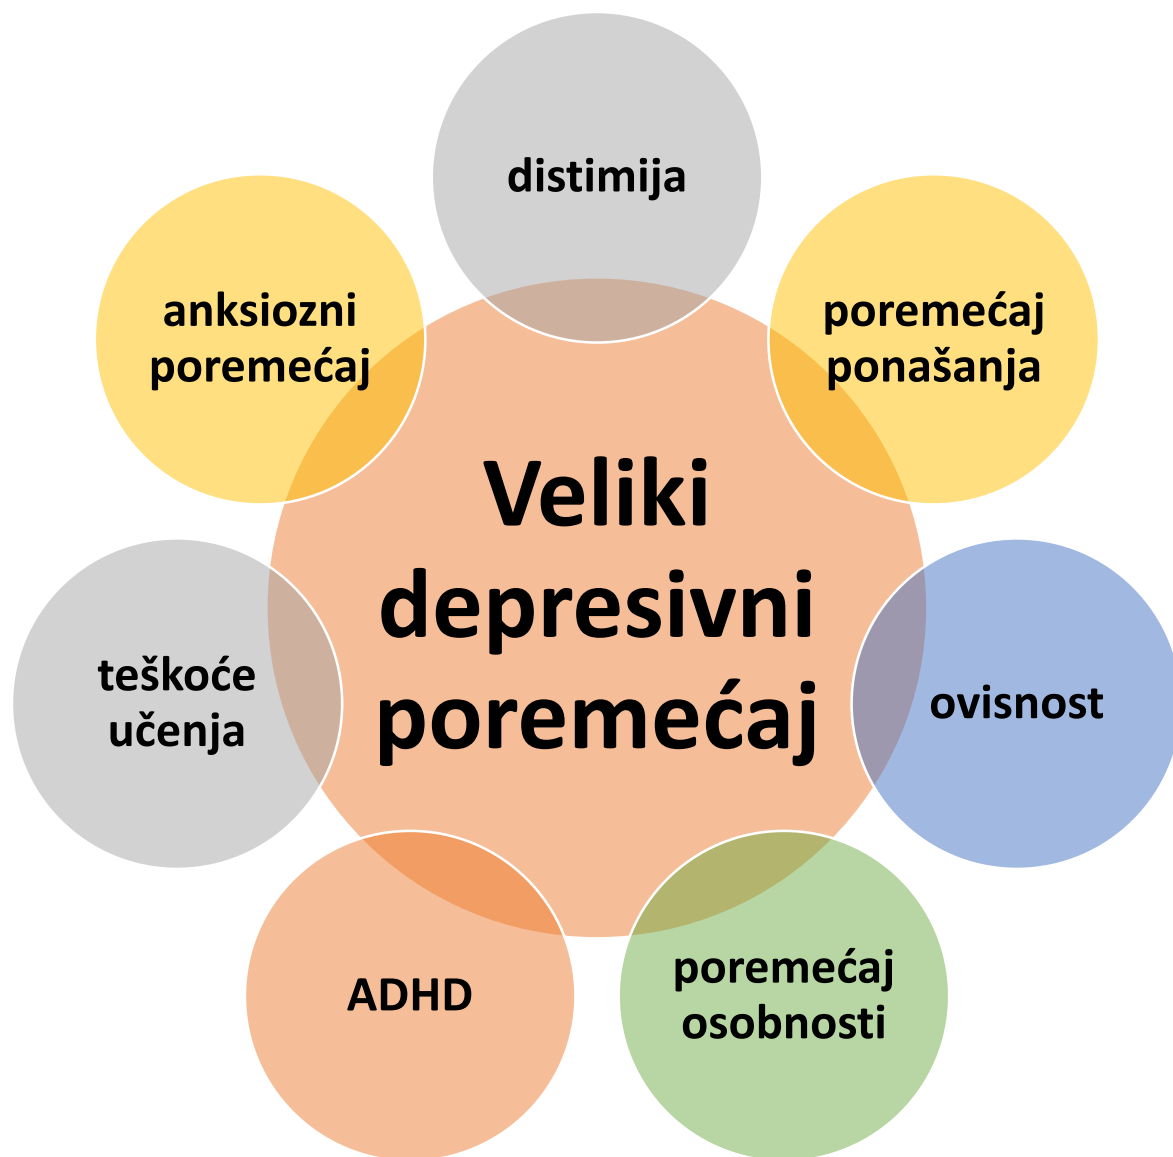 distimija
anksiozni
poremećaj
poremećaj
ponašanja
Veliki
depresivni
poremećaj
teškoće
učenja
ovisnost
ADHD
poremećaj
osobnosti